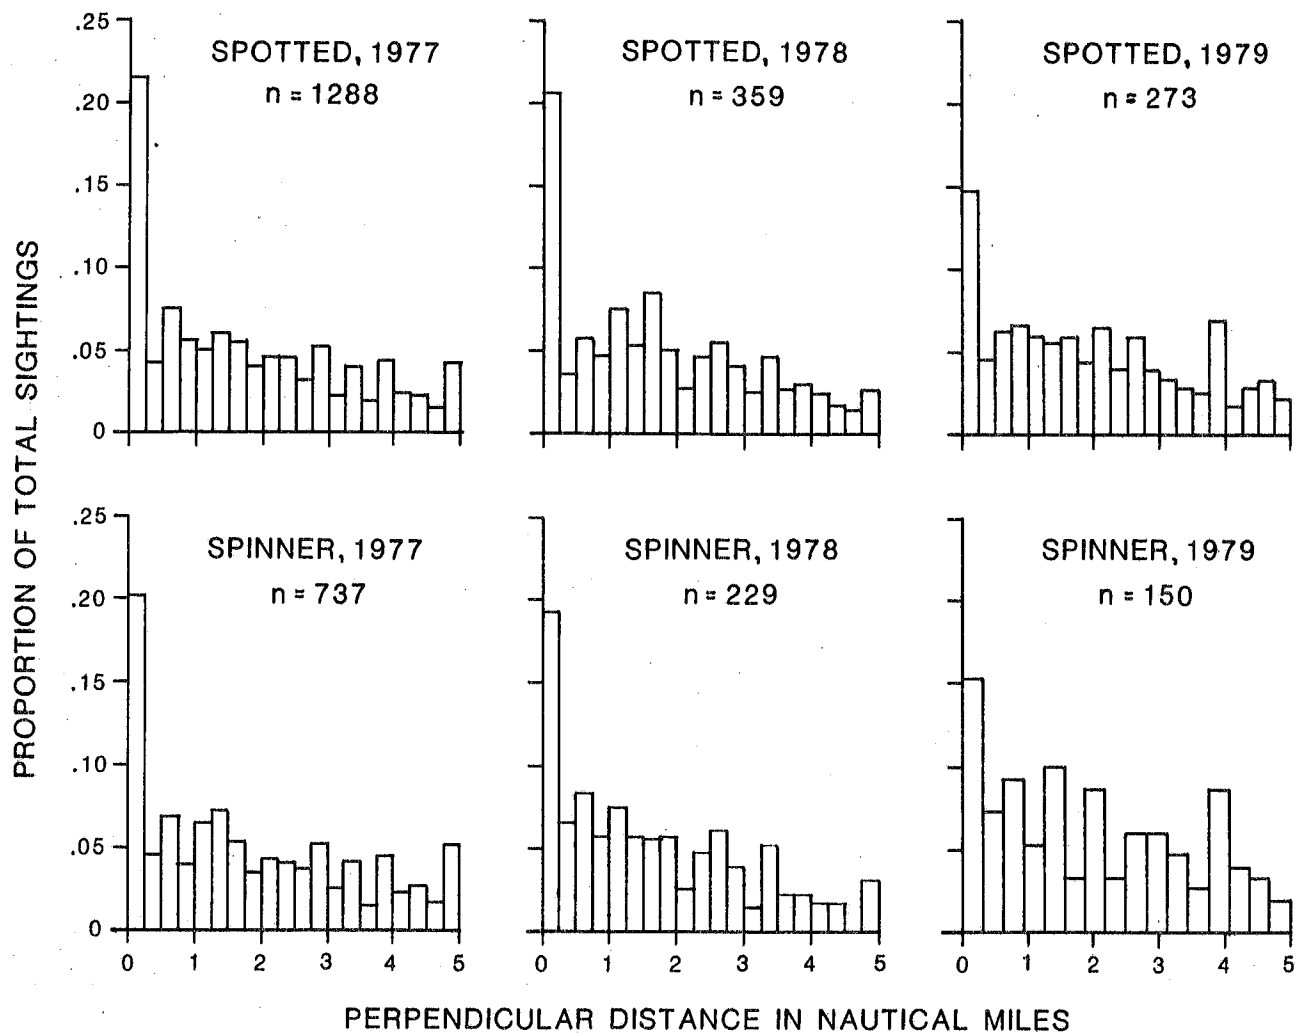 PROPORTION OF TOTAL SIGHTINGS
.25
.20
.15
.10
.05
0
SPOTTED, 1977
n = 1288
SPOTTED, 1978
n = 359
SPOTTED, 1979
n = 273
0 1 2 3 4 5
.25
.20
.15
.10
.05
0
SPINNER, 1977
n = 737
SPINNER, 1978
n = 229
SPINNER, 1979
n = 150
0 1 2 3 4 5
0 1 2 3 4 5
PERPENDICULAR DISTANCE IN NAUTICAL MILES